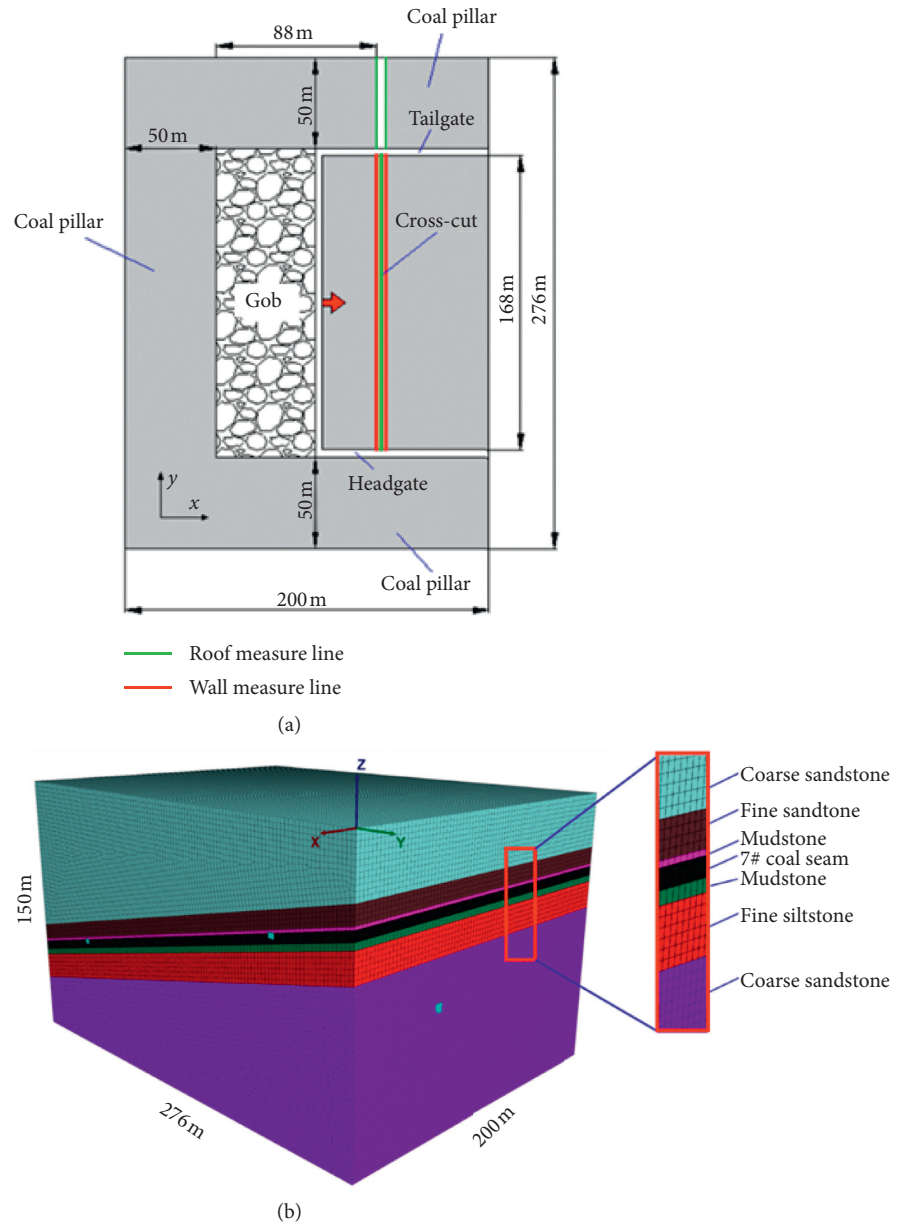 Coal pillar
88 m
50 m
Tailgate
50 m
Coal pillar
Cross-cut
Gob
168 m
276 m
y
x
Headgate
50 m
Coal pillar
200 m
Roof measure line
Wall measure line
(a)
Z
X
Y
150 m
276 m
200 m
Coarse sandstone
Fine sandtone
Mudstone
7# coal seam
Mudstone
Fine siltstone
Coarse sandstone
(b)